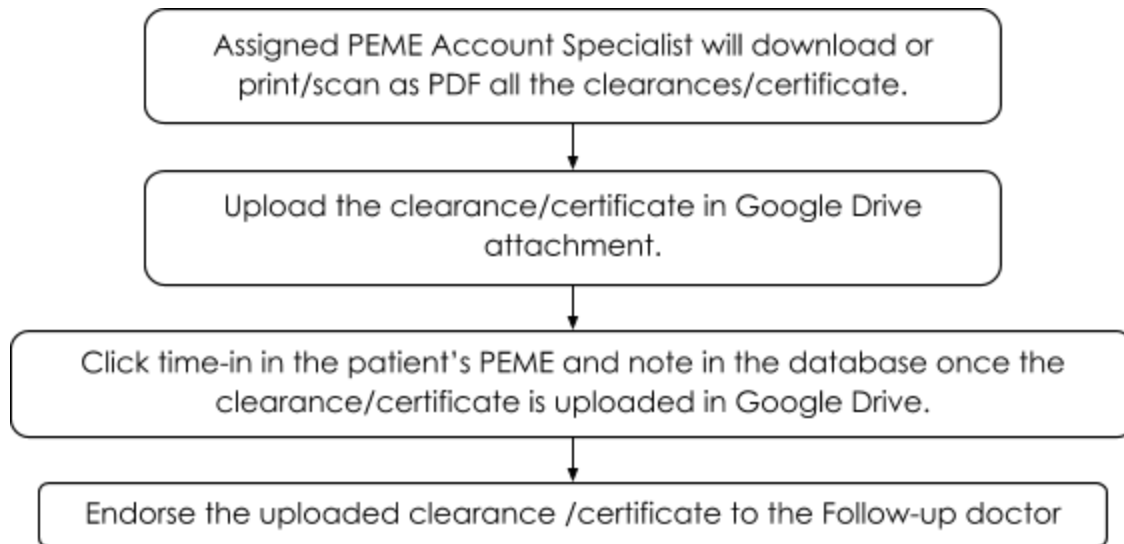 Assigned PEME Account Specialist will download or
print/scan as PDF all the clearances/certificate.
Upload the clearance/certificate in Google Drive
attachment.
Click time-in in the patient’s PEME and note in the database once the
clearance/certificate is uploaded in Google Drive.
Endorse the uploaded clearance /certificate to the Follow-up doctor